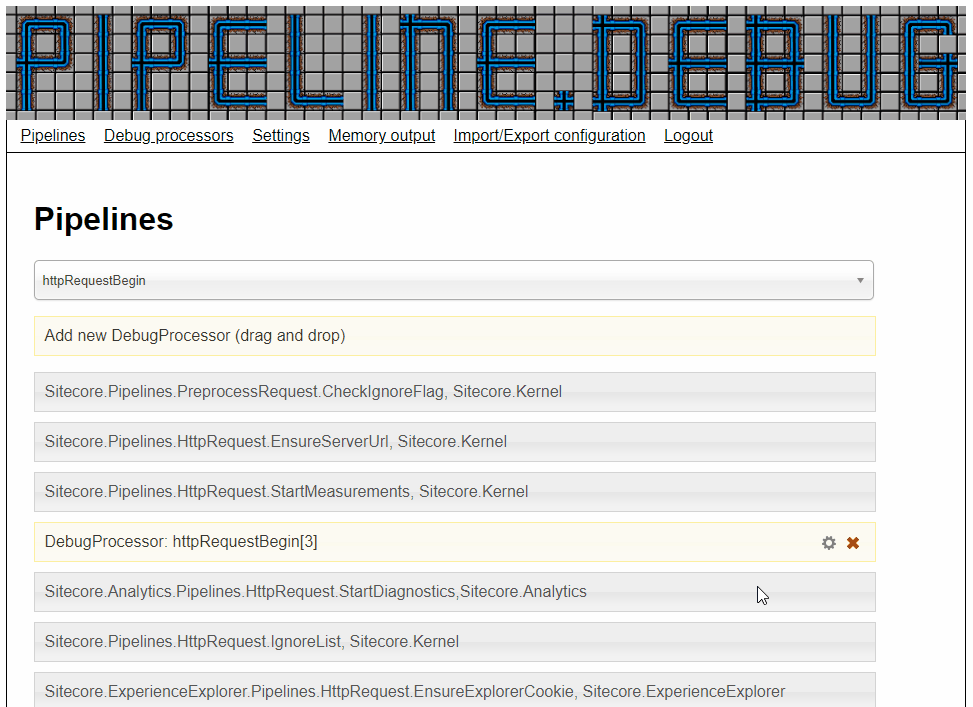 PIPELINE.DEBUG
Pipelines Debug processors Settings Memory output Import/Export configuration Logout
Pipelines
httpRequestBegin
Add new DebugProcessor (drag and drop)
Sitecore.Pipelines.PreprocessRequest.CheckIgnoreFlag, Sitecore.Kernel
Sitecore.Pipelines.HttpRequest.EnsureServerUrl, Sitecore.Kernel
Sitecore.Pipelines.HttpRequest.StartMeasurements, Sitecore.Kernel
DebugProcessor: httpRequestBegin[3]
Sitecore.Analytics.Pipelines.HttpRequest.StartDiagnostics,Sitecore.Analytics
Sitecore.Pipelines.HttpRequest.IgnoreList, Sitecore.Kernel
Sitecore.ExperienceExplorer.Pipelines.HttpRequest.EnsureExplorerCookie, Sitecore.ExperienceExplorer